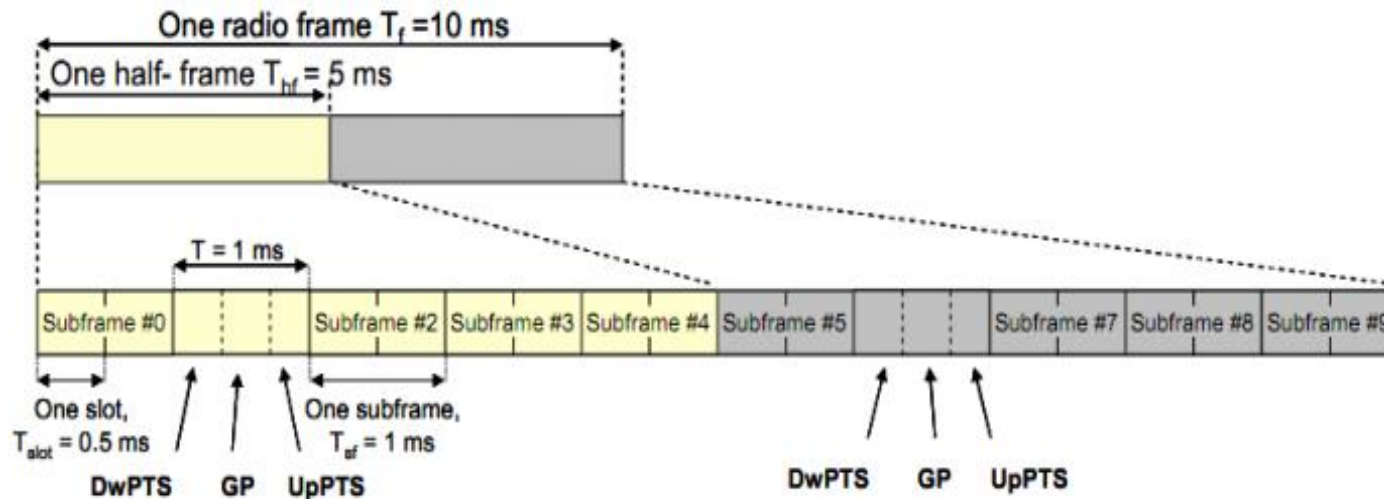 One radio frame T_f =10 ms
One half- frame T_hf = 5 ms
T = 1 ms
Subframe #0
Subframe #2
Subframe #3
Subframe #4
Subframe #5
Subframe #7
Subframe #8
Subframe #9
One slot,
T_slot = 0.5 ms
One subframe,
T_sf = 1 ms
DwPTS
GP
UpPTS
DwPTS
GP
UpPTS